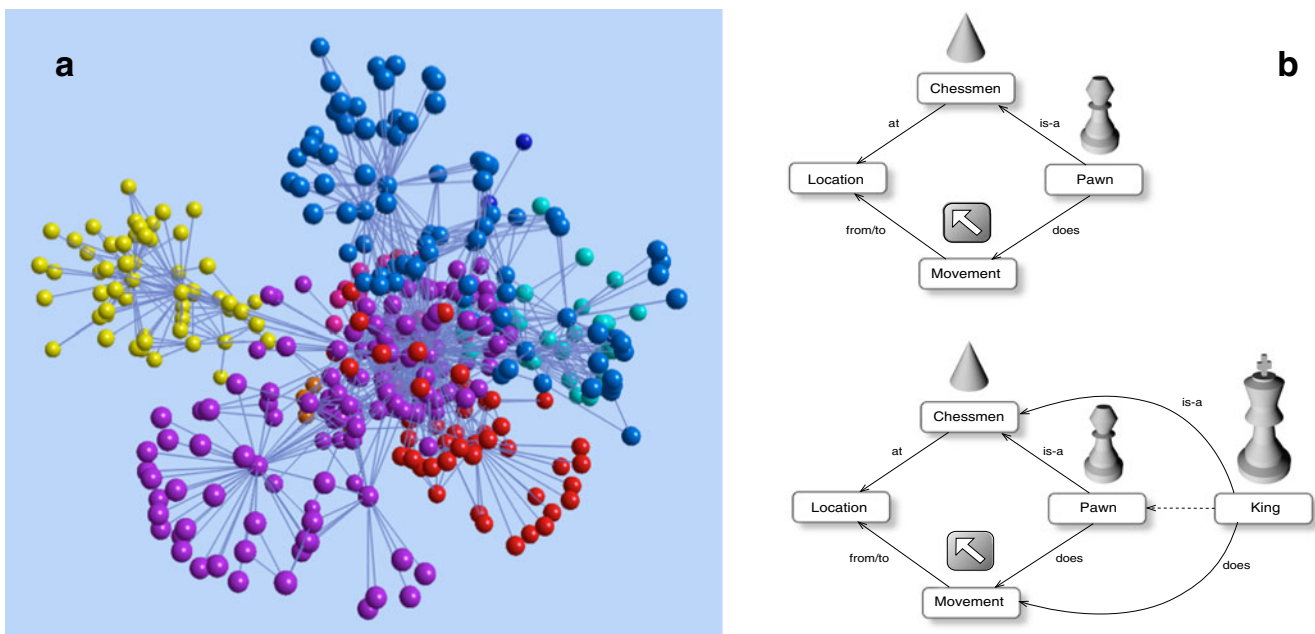 a
b
Chessmen
at
is-a
Location
Pawn
from/to
does
Movement
Chessmen
is-a
at
is-a
Location
Pawn
King
from/to
does
does
Movement